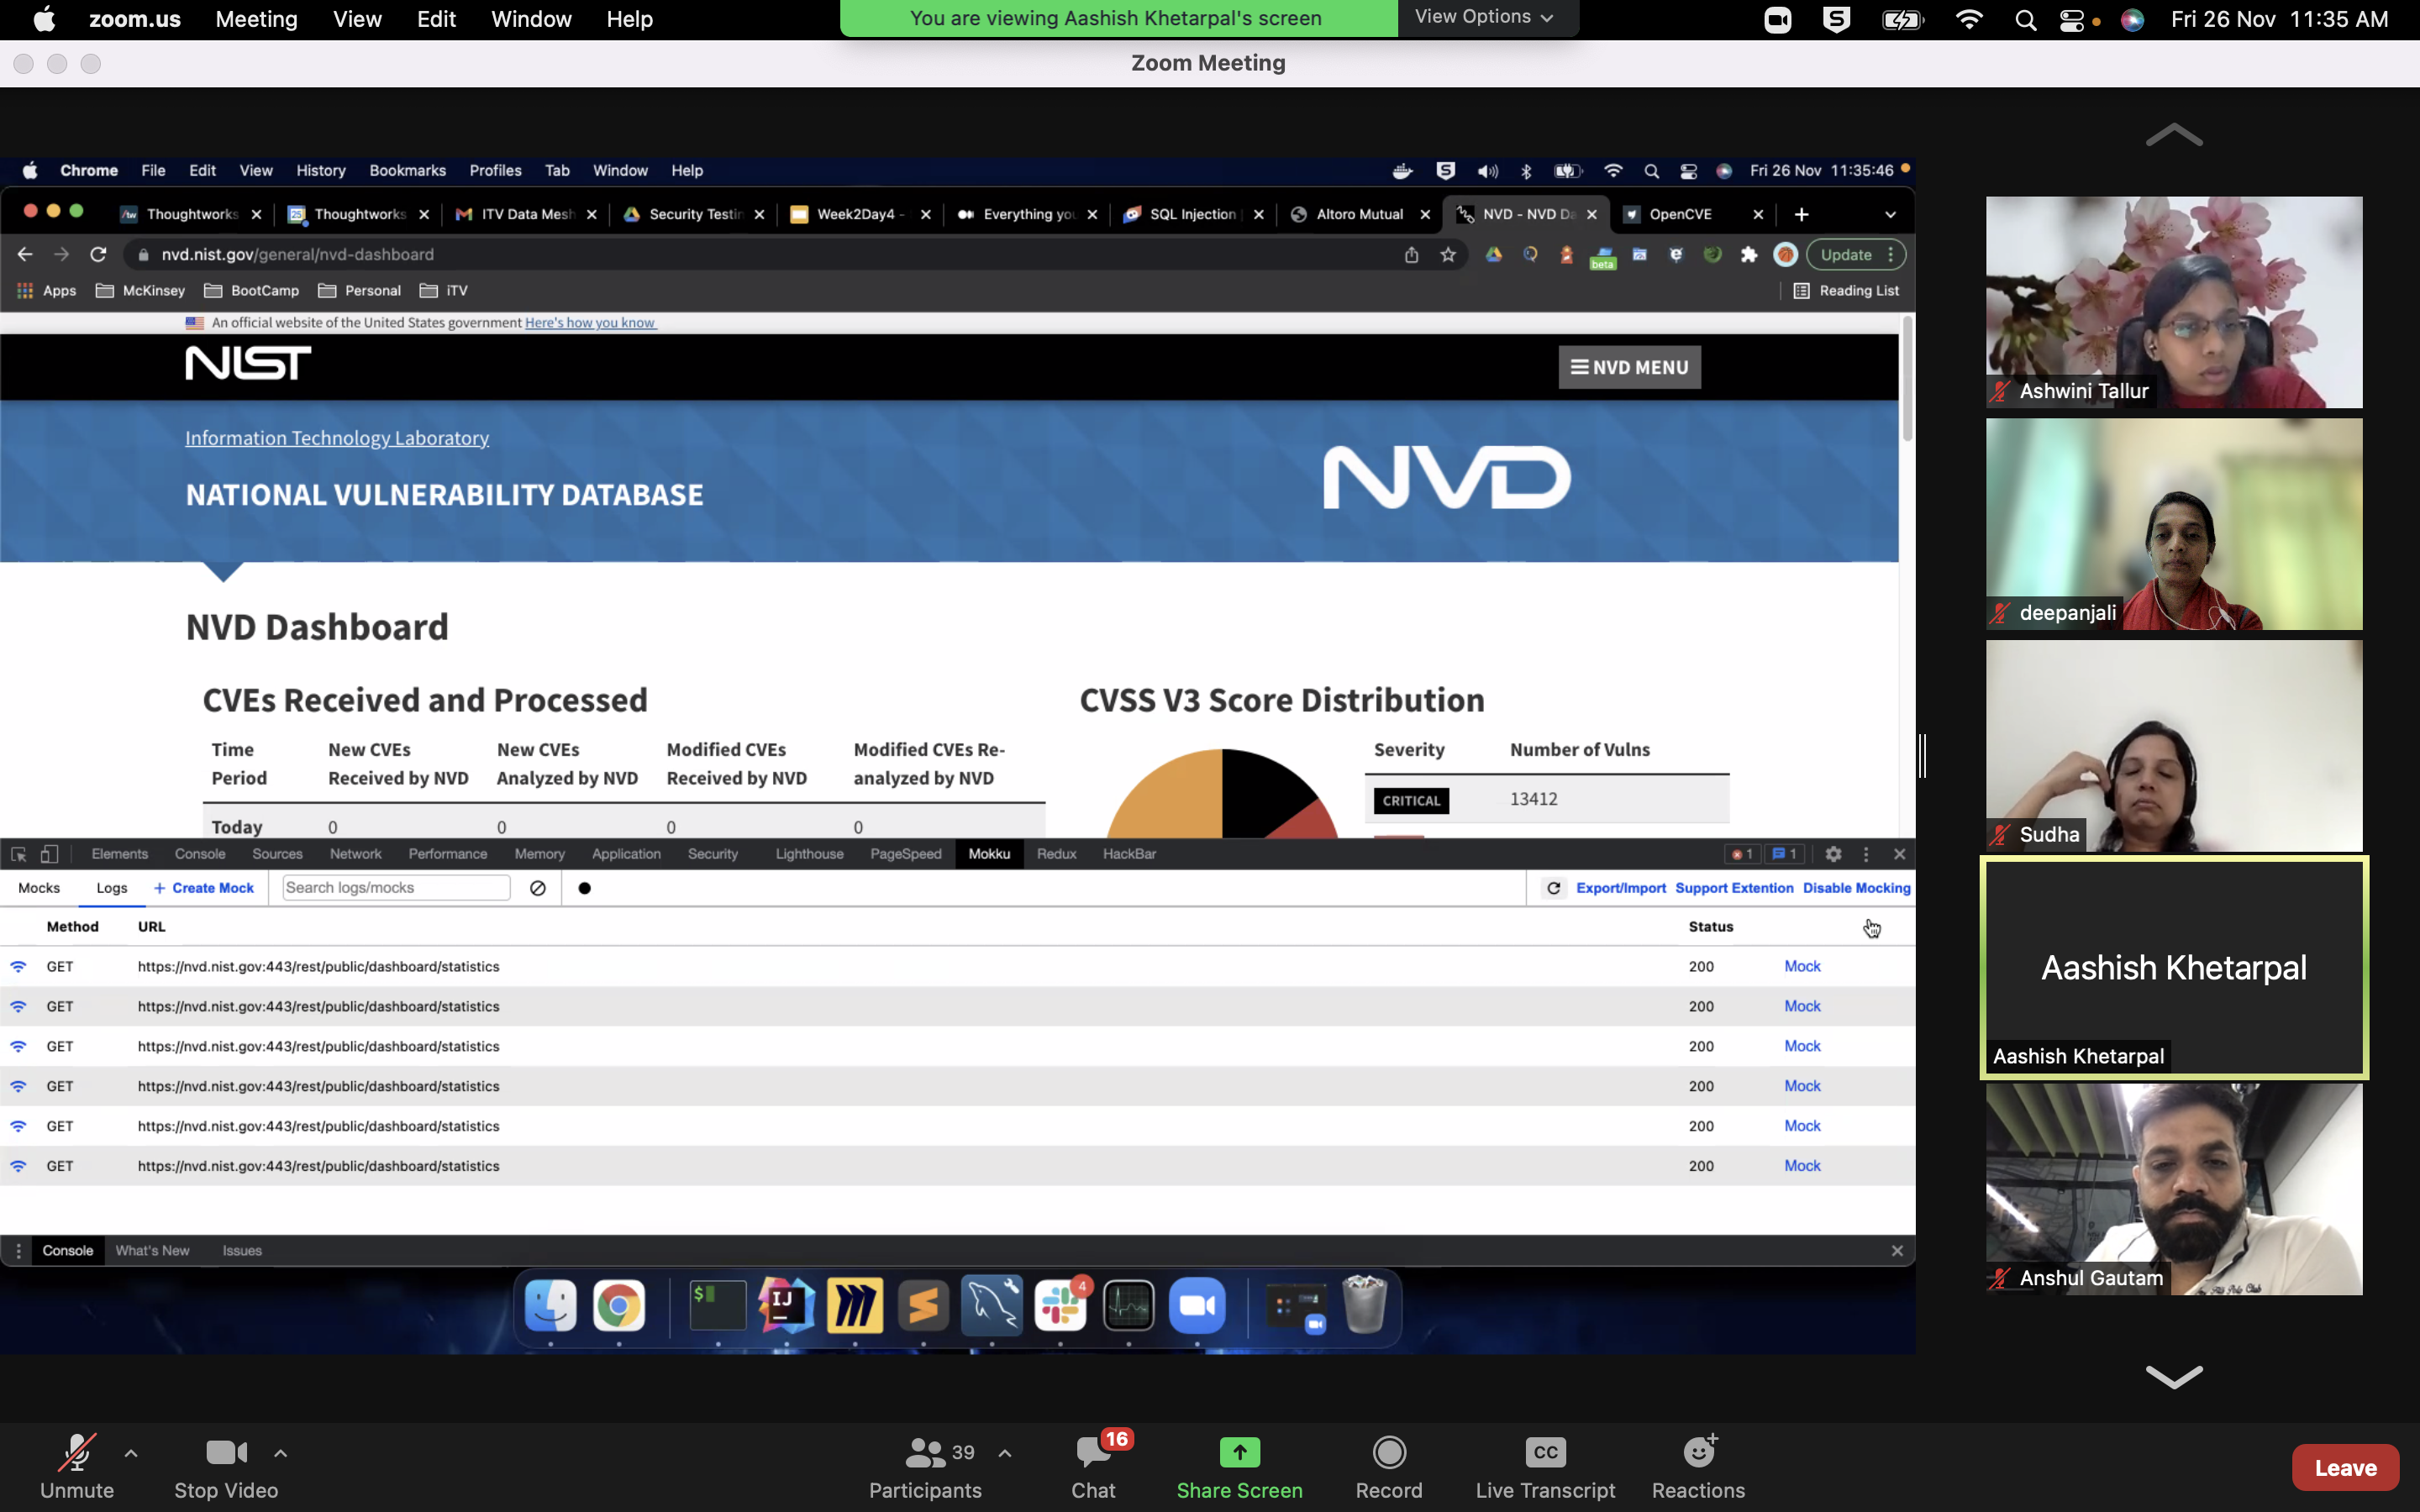 zoom.us Meeting View Edit Window Help
You are viewing Aashish Khetarpal's screen View Options
Fri 26 Nov 11:35 AM
Zoom Meeting
Chrome File Edit View History Bookmarks Profiles Tab Window Help
Fri 26 Nov 11:35:46
Thoughtworks Thoughtworks ITV Data Mesh Security Testin Week2Day4 - Everything you SQL Injection Altoro Mutual NVD - NVD Da OpenCVE
nvd.nist.gov/general/nvd-dashboard
beta
Update
Apps McKinsey BootCamp Personal iTV
Reading List
An official website of the United States government Here's how you know
NIST
NVD MENU
Information Technology Laboratory
NATIONAL VULNERABILITY DATABASE
NVD
NVD Dashboard
CVEs Received and Processed
Time Period New CVEs Received by NVD New CVEs Analyzed by NVD Modified CVEs Received by NVD Modified CVEs Re-analyzed by NVD
Today 0 0 0 0
CVSS V3 Score Distribution
Severity Number of Vulns
CRITICAL 13412
Elements Console Sources Network Performance Memory Application Security Lighthouse PageSpeed Mokku Redux HackBar
1 1
Mocks Logs + Create Mock Search logs/mocks
Export/Import Support Extention Disable Mocking
Method URL Status
GET https://nvd.nist.gov:443/rest/public/dashboard/statistics 200 Mock
GET https://nvd.nist.gov:443/rest/public/dashboard/statistics 200 Mock
GET https://nvd.nist.gov:443/rest/public/dashboard/statistics 200 Mock
GET https://nvd.nist.gov:443/rest/public/dashboard/statistics 200 Mock
GET https://nvd.nist.gov:443/rest/public/dashboard/statistics 200 Mock
GET https://nvd.nist.gov:443/rest/public/dashboard/statistics 200 Mock
Console What's New Issues
IJ
4
Ashwini Tallur
deepanjali
Sudha
Aashish Khetarpal
Aashish Khetarpal
Anshul Gautam
Unmute
Stop Video
39
Participants
16
Chat
Share Screen
Record
CC
Live Transcript
Reactions
Leave